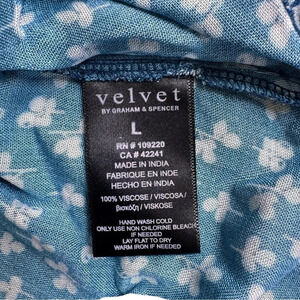 velvet
BY GRAHAM & SPENCER
L
RN # 109220
CA # 42241
MADE IN INDIA
FABRIQUE EN INDE
HECHO EN INDIA
100% VISCOSE / VISCOSA /
βισκόζη / VISKOSE
HAND WASH COLD
ONLY USE NON CHLORINE BLEACH
IF NEEDED
LAY FLAT TO DRY
WARM IRON IF NEEDED